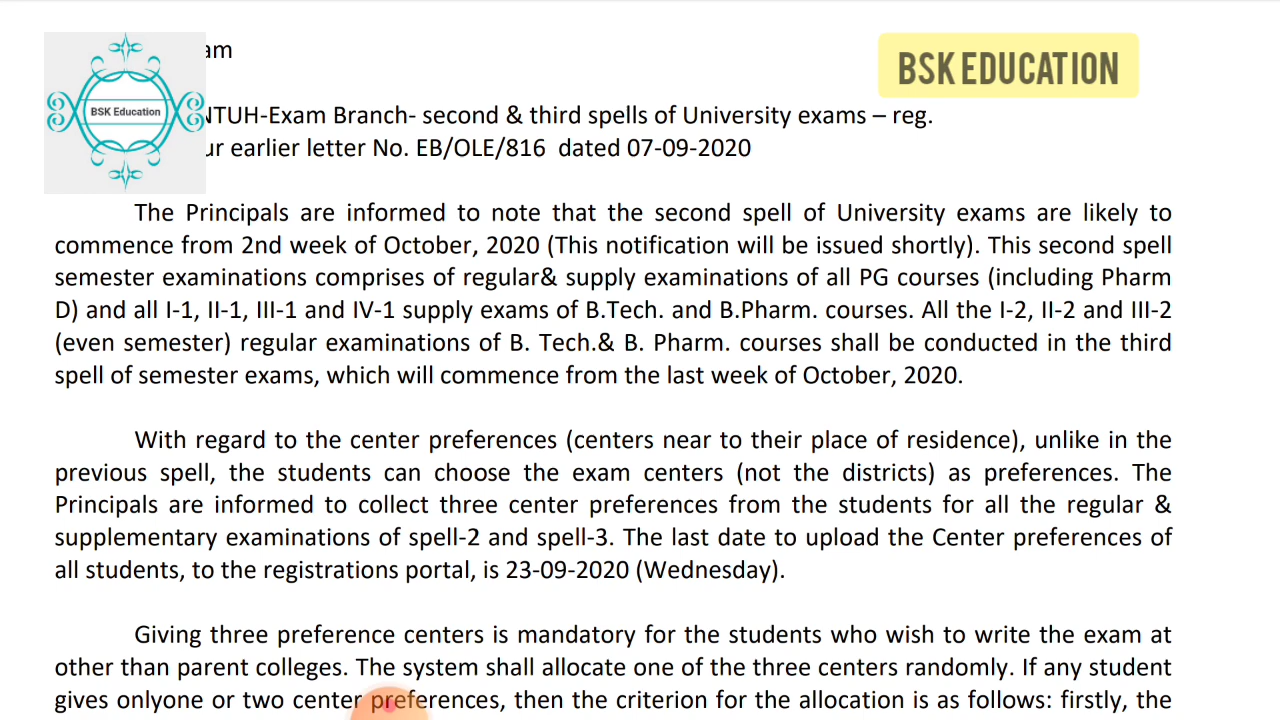 am
BSK EDUCATION
BSK Education
NTUH-Exam Branch- second & third spells of University exams – reg.
ur earlier letter No. EB/OLE/816 dated 07-09-2020
The Principals are informed to note that the second spell of University exams are likely to
commence from 2nd week of October, 2020 (This notification will be issued shortly). This second spell
semester examinations comprises of regular& supply examinations of all PG courses (including Pharm
D) and all I-1, II-1, III-1 and IV-1 supply exams of B.Tech. and B.Pharm. courses. All the I-2, II-2 and III-2
(even semester) regular examinations of B. Tech.& B. Pharm. courses shall be conducted in the third
spell of semester exams, which will commence from the last week of October, 2020.
With regard to the center preferences (centers near to their place of residence), unlike in the
previous spell, the students can choose the exam centers (not the districts) as preferences. The
Principals are informed to collect three center preferences from the students for all the regular &
supplementary examinations of spell-2 and spell-3. The last date to upload the Center preferences of
all students, to the registrations portal, is 23-09-2020 (Wednesday).
Giving three preference centers is mandatory for the students who wish to write the exam at
other than parent colleges. The system shall allocate one of the three centers randomly. If any student
gives onlyone or two center preferences, then the criterion for the allocation is as follows: firstly, the